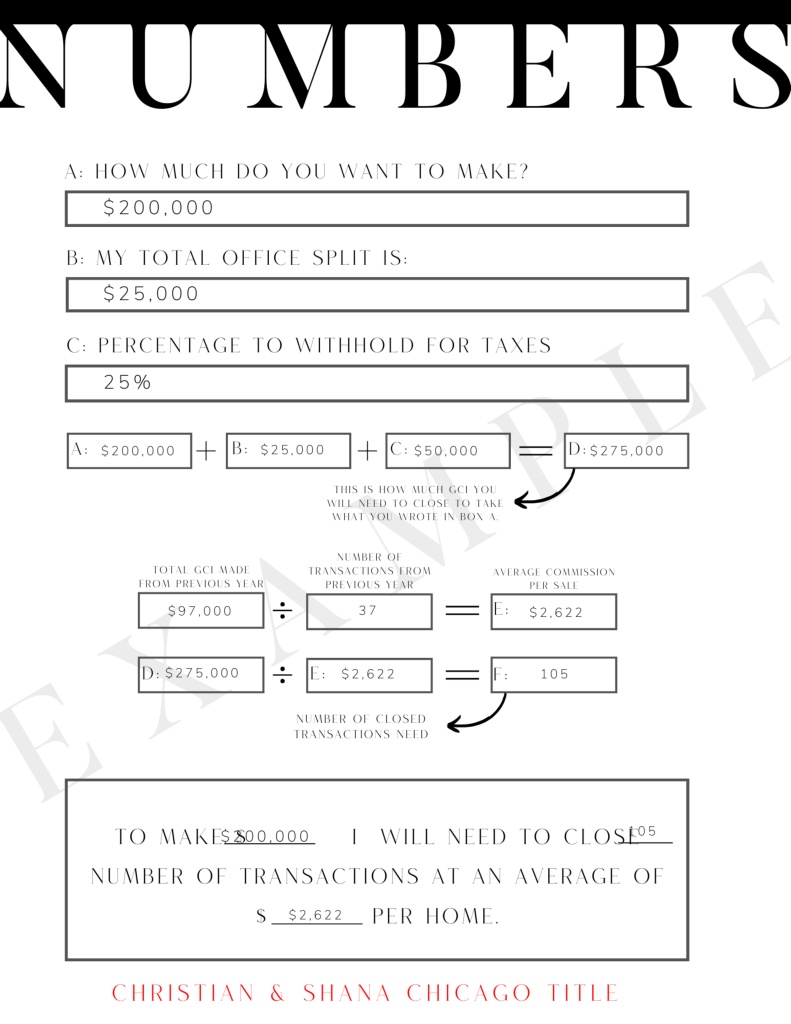 NUMBERS
A: HOW MUCH DO YOU WANT TO MAKE?
$200,000
B: MY TOTAL OFFICE SPLIT IS:
$25,000
C: PERCENTAGE TO WITHHOLD FOR TAXES
25%
A: $200,000 + B: $25,000 + C: $50,000 = D: $275,000
THIS IS HOW MUCH GCI YOU
WILL NEED TO CLOSE TO TAKE
WHAT YOU WROTE IN BOX A.
TOTAL GCI MADE
FROM PREVIOUS YEAR
NUMBER OF
TRANSACTIONS FROM
PREVIOUS YEAR
AVERAGE COMMISSION
PER SALE
$97,000 ÷ 37 = E: $2,622
D: $275,000 ÷ E: $2,622 = F: 105
NUMBER OF CLOSED
TRANSACTIONS NEED
TO MAKE $ $200,000 I WILL NEED TO CLOSE 105
NUMBER OF TRANSACTIONS AT AN AVERAGE OF
$ $2,622 PER HOME.
CHRISTIAN & SHANA CHICAGO TITLE
EXAMPLE